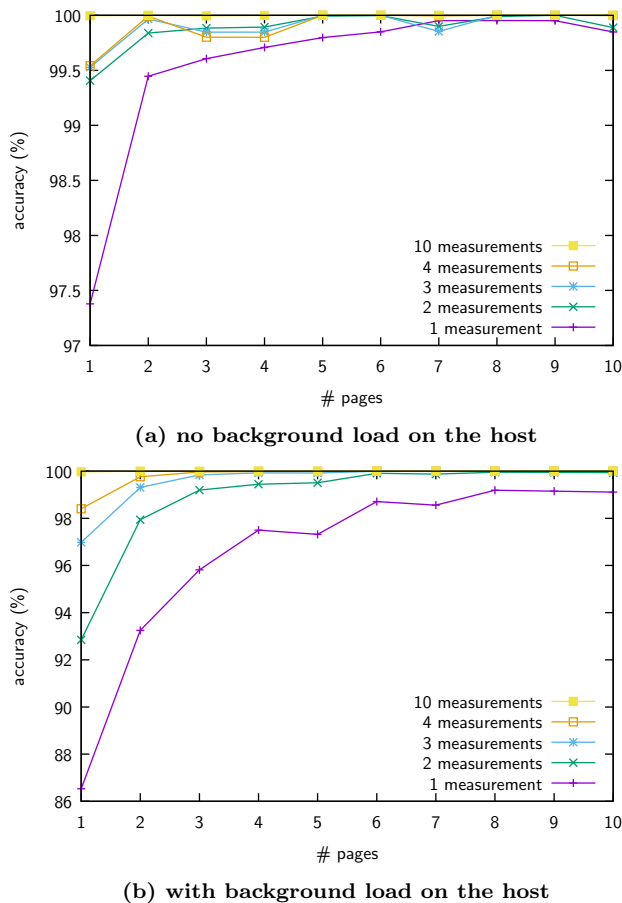 100
99.5
99
98.5
98
97.5
97
accuracy (%)
10 measurements
4 measurements
3 measurements
2 measurements
1 measurement
1 2 3 4 5 6 7 8 9 10
# pages
(a) no background load on the host
100
98
96
94
92
90
88
86
accuracy (%)
10 measurements
4 measurements
3 measurements
2 measurements
1 measurement
1 2 3 4 5 6 7 8 9 10
# pages
(b) with background load on the host